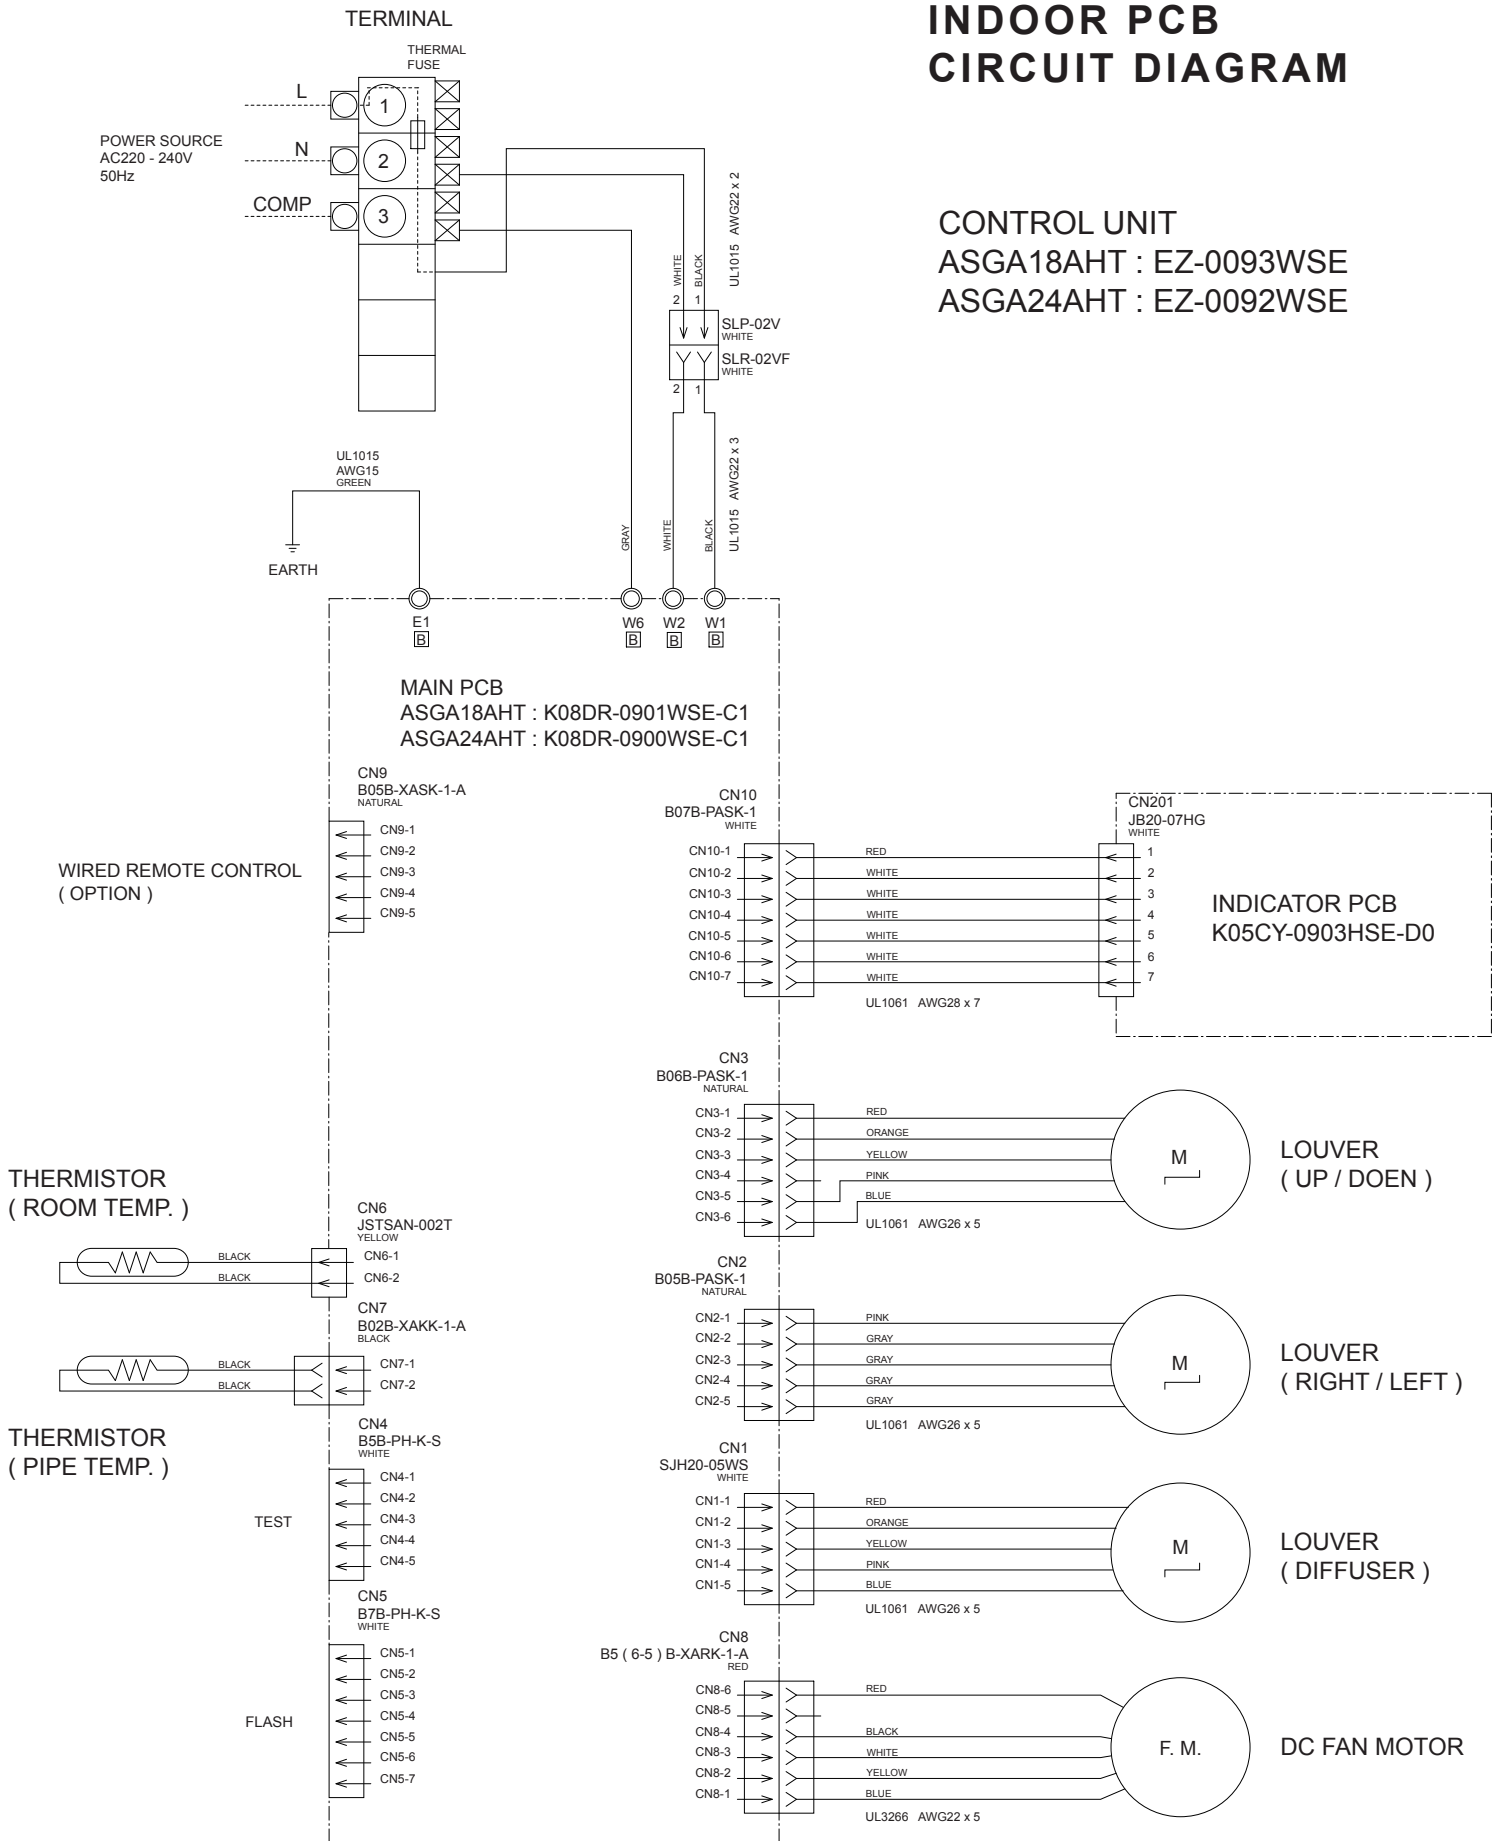 INDOOR PCB
CIRCUIT DIAGRAM
TERMINAL
THERMAL
FUSE
L
1
POWER SOURCE
AC220 - 240V
50Hz
N
2
COMP
3
CONTROL UNIT
ASGA18AHT : EZ-0093WSE
ASGA24AHT : EZ-0092WSE
WHITE
BLACK
UL1015 AWG22 x 2
2 1
SLP-02V
WHITE
SLR-02VF
WHITE
2 1
UL1015
AWG15
GREEN
EARTH
GRAY
WHITE
BLACK
UL1015 AWG22 x 3
E1
B
W6
B
W2
B
W1
B
MAIN PCB
ASGA18AHT : K08DR-0901WSE-C1
ASGA24AHT : K08DR-0900WSE-C1
CN9
B05B-XASK-1-A
NATURAL
CN9-1
CN9-2
CN9-3
CN9-4
CN9-5
WIRED REMOTE CONTROL
( OPTION )
CN10
B07B-PASK-1
WHITE
CN10-1 RED 1
CN10-2 WHITE 2
CN10-3 WHITE 3
CN10-4 WHITE 4
CN10-5 WHITE 5
CN10-6 WHITE 6
CN10-7 WHITE 7
UL1061 AWG28 x 7
CN201
JB20-07HG
WHITE
INDICATOR PCB
K05CY-0903HSE-D0
CN3
B06B-PASK-1
NATURAL
CN3-1 RED
CN3-2 ORANGE
CN3-3 YELLOW
CN3-4 PINK
CN3-5 BLUE
CN3-6
UL1061 AWG26 x 5
M
LOUVER
( UP / DOEN )
THERMISTOR
( ROOM TEMP. )
CN6
JSTSAN-002T
YELLOW
BLACK CN6-1
BLACK CN6-2
CN7
B02B-XAKK-1-A
BLACK
BLACK CN7-1
BLACK CN7-2
THERMISTOR
( PIPE TEMP. )
CN2
B05B-PASK-1
NATURAL
CN2-1 PINK
CN2-2 GRAY
CN2-3 GRAY
CN2-4 GRAY
CN2-5 GRAY
UL1061 AWG26 x 5
M
LOUVER
( RIGHT / LEFT )
CN4
B5B-PH-K-S
WHITE
CN4-1
CN4-2
CN4-3
CN4-4
CN4-5
TEST
CN1
SJH20-05WS
WHITE
CN1-1 RED
CN1-2 ORANGE
CN1-3 YELLOW
CN1-4 PINK
CN1-5 BLUE
UL1061 AWG26 x 5
M
LOUVER
( DIFFUSER )
CN5
B7B-PH-K-S
WHITE
CN5-1
CN5-2
CN5-3
CN5-4
CN5-5
CN5-6
CN5-7
FLASH
CN8
B5 ( 6-5 ) B-XARK-1-A
RED
CN8-6 RED
CN8-5
CN8-4 BLACK
CN8-3 WHITE
CN8-2 YELLOW
CN8-1 BLUE
UL3266 AWG22 x 5
F. M.
DC FAN MOTOR